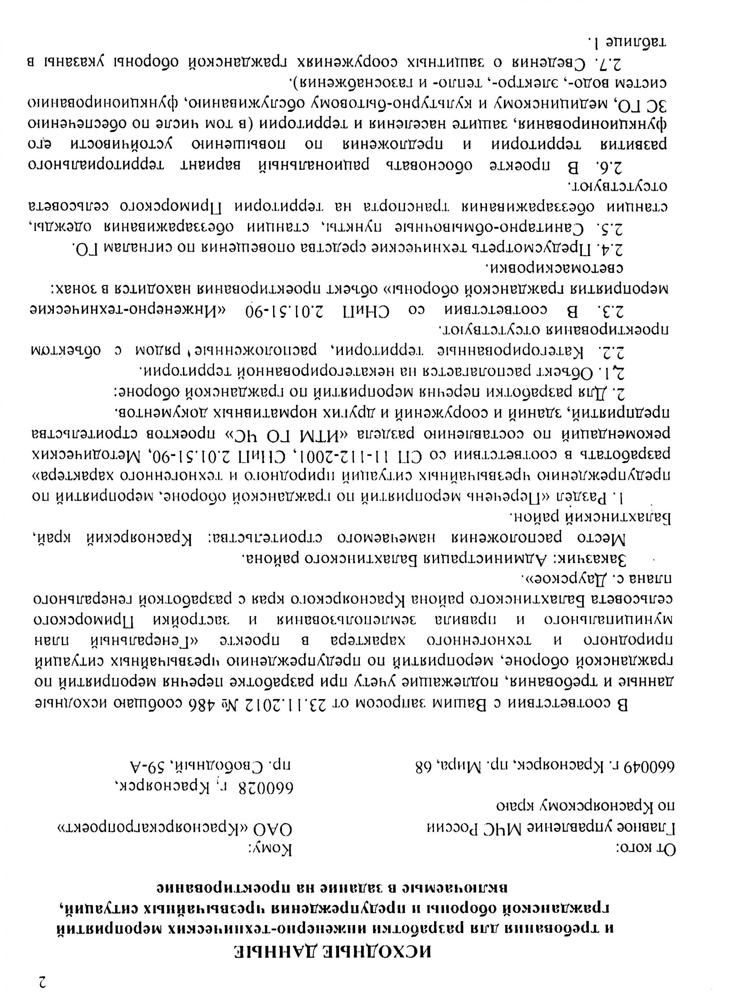 2
ИСХОДНЫЕ ДАННЫЕ
и требования для разработки инженерно-технических мероприятий
гражданской обороны и предупреждения чрезвычайных ситуаций,
включаемые в задание на проектирование
От кого: Кому:
Главное управление МЧС России ОАО «Красноярскагропроект»
по Красноярскому краю
660028 г. Красноярск,
660049 г. Красноярск, пр. Мира, 68 пр. Свободный, 59-А
В соответствии с Вашим запросом от 23.11.2012 № 486 сообщаю исходные
данные и требования, подлежащие учету при разработке перечня мероприятий по
гражданской обороне, мероприятий по предупреждению чрезвычайных ситуаций
природного и техногенного характера в проекте «Генеральный план
муниципального и правила землепользования и застройки Приморского
сельсовета Балахтинского района Красноярского края с разработкой генерального
плана с. Даурское».
Заказчик: Администрация Балахтинского района.
Место расположения намечаемого строительства: Красноярский край,
Балахтинский район.
1. Раздел «Перечень мероприятий по гражданской обороне, мероприятий по
предупреждению чрезвычайных ситуаций природного и техногенного характера»
разработать в соответствии со СП 11-112-2001, СНиП 2.01.51-90, Методических
рекомендаций по составлению раздела «ИТМ ГО ЧС» проектов строительства
предприятий, зданий и сооружений и других нормативных документов.
2. Для разработки перечня мероприятий по гражданской обороне:
2.1. Объект располагается на некатегорированной территории.
2.2. Категорированные территории, расположенные рядом с объектом
проектирования отсутствуют.
2.3. В соответствии со СНиП 2.01.51-90 «Инженерно-технические
мероприятия гражданской обороны» объект проектирования находится в зонах:
светомаскировки.
2.4. Предусмотреть технические средства оповещения по сигналам ГО.
2.5. Санитарно-обмывочные пункты, станции обеззараживания одежды,
станции обеззараживания транспорта на территории Приморского сельсовета
отсутствуют.
2.6. В проекте обосновать рациональный вариант территориального
развития территории и предложения по повышению устойчивости его
функционирования, защите населения и территории (в том числе по обеспечению
ЗС ГО, медицинскому и культурно-бытовому обслуживанию, функционированию
систем водо-, электро-, тепло- и газоснабжения).
2.7. Сведения о защитных сооружениях гражданской обороны указаны в
таблице 1.